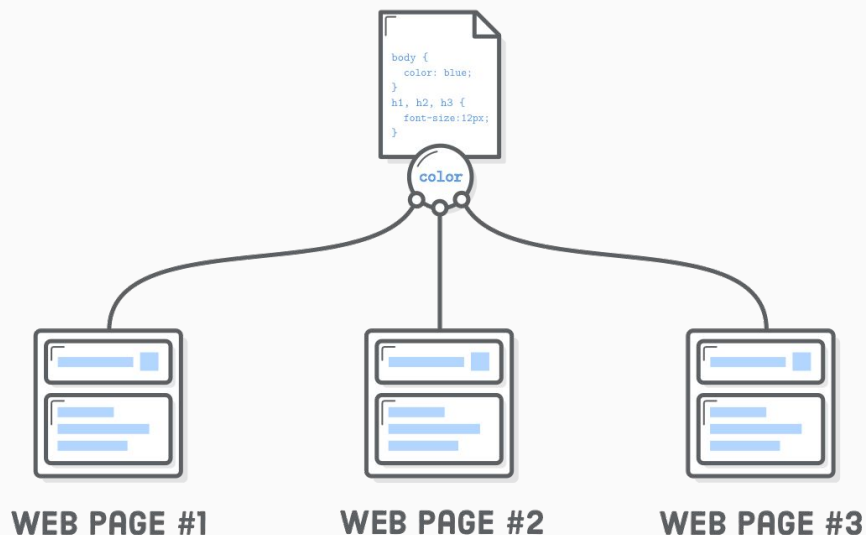 body {
color: blue;
}
h1, h2, h3 {
font-size:12px;
}
color
WEB PAGE #1
WEB PAGE #2
WEB PAGE #3